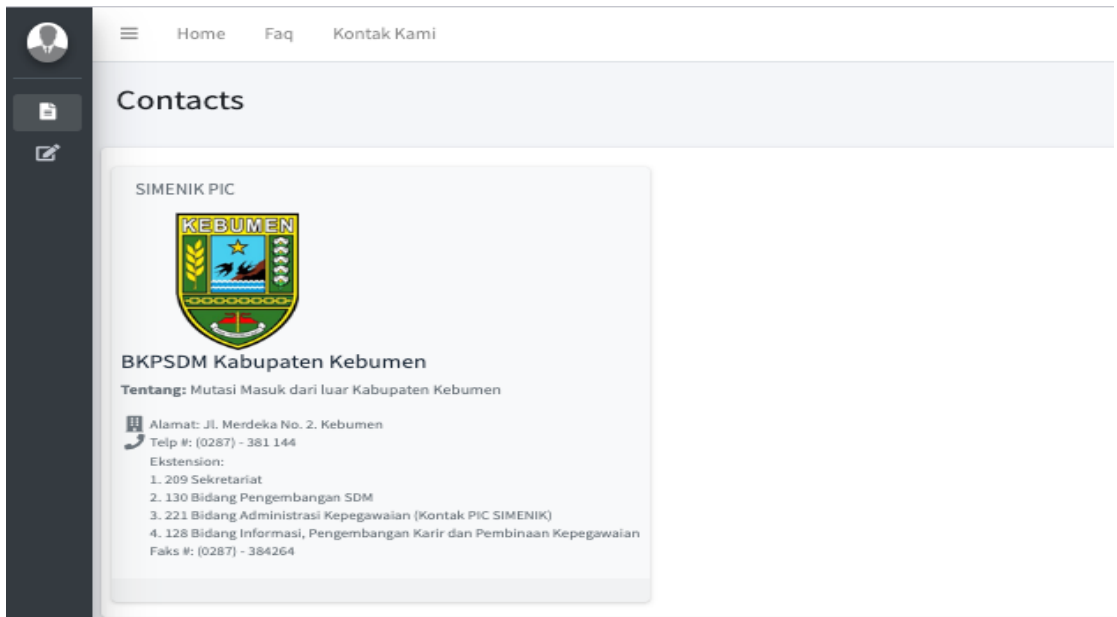 Home Faq Kontak Kami
Contacts
SIMENIK PIC
KEBUMEN
BKPSDM Kabupaten Kebumen
Tentang: Mutasi Masuk dari luar Kabupaten Kebumen
Alamat: Jl. Merdeka No. 2. Kebumen
Telp #: (0287) - 381 144
Ekstension:
1. 209 Sekretariat
2. 130 Bidang Pengembangan SDM
3. 221 Bidang Administrasi Kepegawaian (Kontak PIC SIMENIK)
4. 128 Bidang Informasi, Pengembangan Karir dan Pembinaan Kepegawaian
Faks #: (0287) - 384264